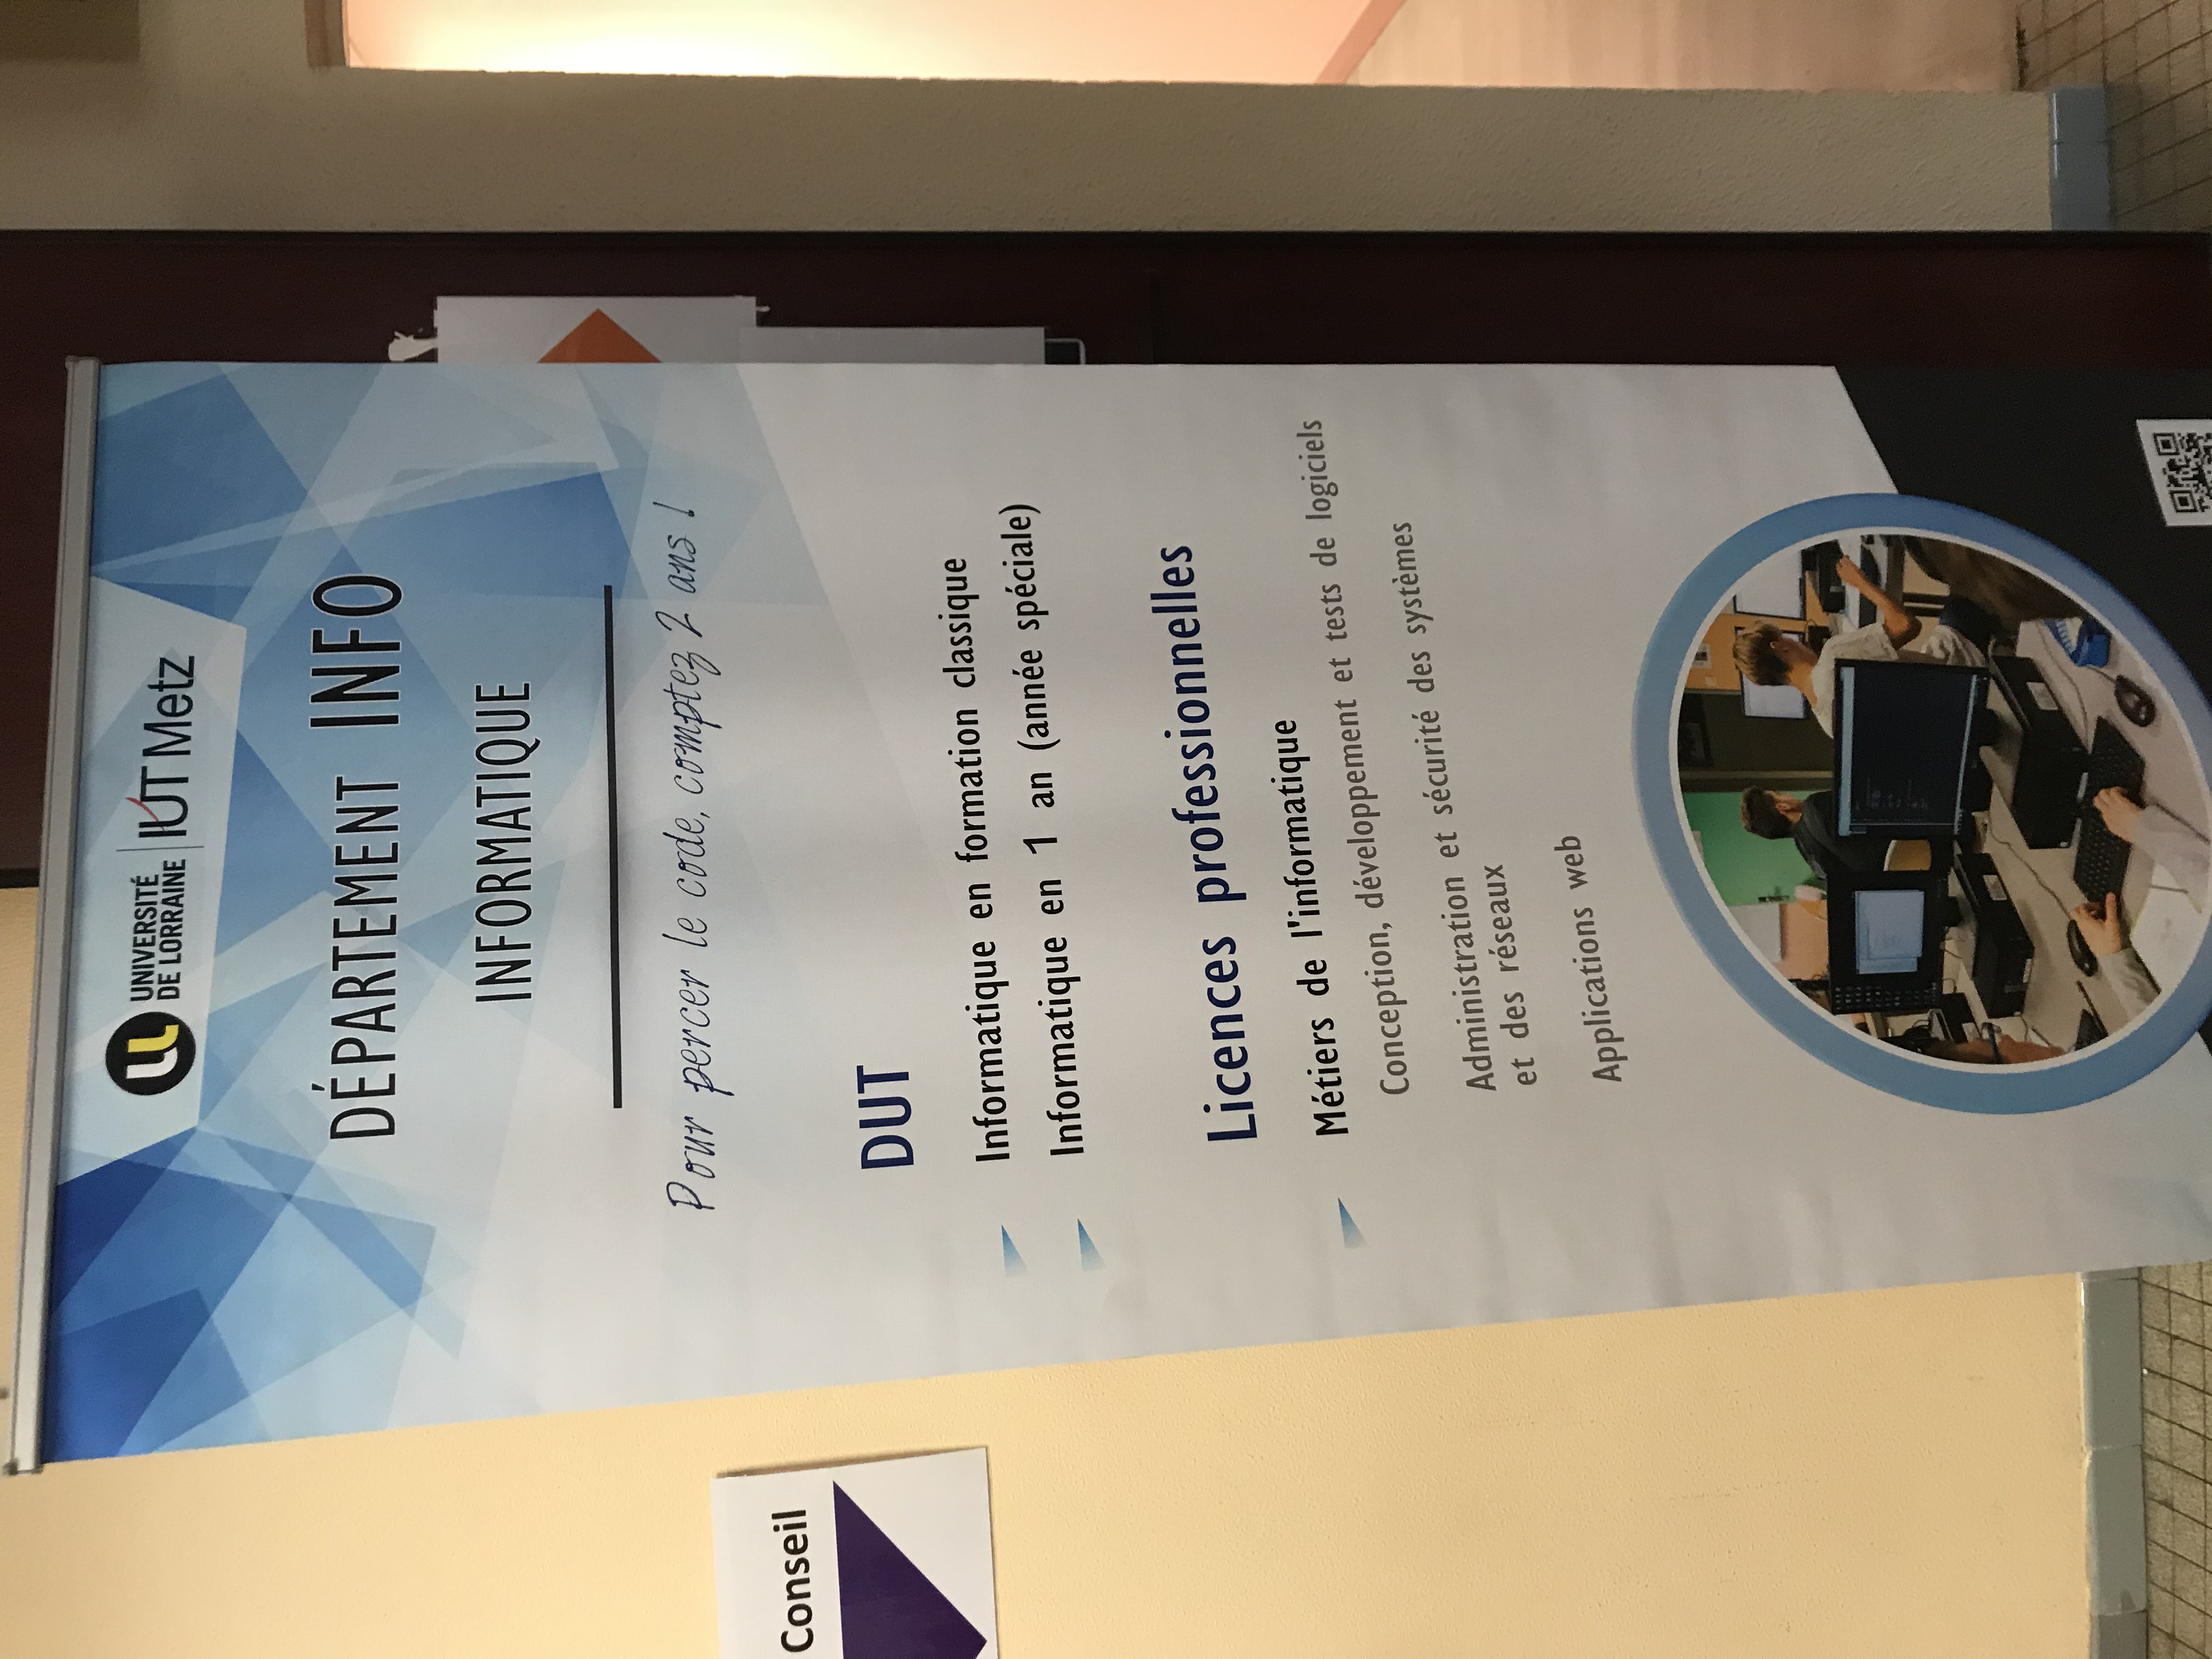 UNIVERSITÉ
DE LORRAINE
IUT Metz
DÉPARTEMENT INFO
INFORMATIQUE
Pour percer le code, comptez 2 ans !
Conseil
DUT
Informatique en formation classique
Informatique en 1 an (année spéciale)
Licences professionnelles
Métiers de l'informatique
Conception, développement et tests de logiciels
Administration et sécurité des systèmes
et des réseaux
Applications web